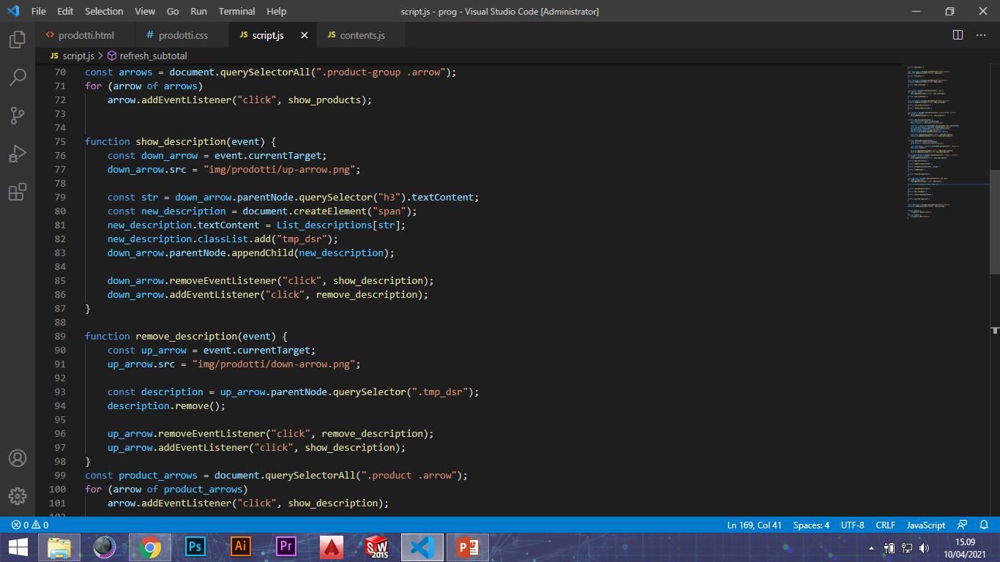 File Edit Selection View Go Run Terminal Help script.js - prog - Visual Studio Code [Administrator]
<> prodotti.html # prodotti.css JS script.js × JS contents.js ···
JS script.js > refresh_subtotal
70 const arrows = document.querySelectorAll(".product-group .arrow");
71 for (arrow of arrows)
72     arrow.addEventListener("click", show_products);
73
74
75 function show_description(event) {
76     const down_arrow = event.currentTarget;
77     down_arrow.src = "img/prodotti/up-arrow.png";
78
79     const str = down_arrow.parentNode.querySelector("h3").textContent;
80     const new_description = document.createElement("span");
81     new_description.textContent = List_descriptions[str];
82     new_description.classList.add("tmp_dsr");
83     down_arrow.parentNode.appendChild(new_description);
84
85     down_arrow.removeEventListener("click", show_description);
86     down_arrow.addEventListener("click", remove_description);
87 }
88
89 function remove_description(event) {
90     const up_arrow = event.currentTarget;
91     up_arrow.src = "img/prodotti/down-arrow.png";
92
93     const description = up_arrow.parentNode.querySelector(".tmp_dsr");
94     description.remove();
95
96     up_arrow.removeEventListener("click", remove_description);
97     up_arrow.addEventListener("click", show_description);
98 }
99 const product_arrows = document.querySelectorAll(".product .arrow");
100 for (arrow of product_arrows)
101     arrow.addEventListener("click", show_description);
102
0 0 Ln 169, Col 41 Spaces: 4 UTF-8 CRLF JavaScript
Ps Ai Pr SW 2015 P
15.09
10/04/2021